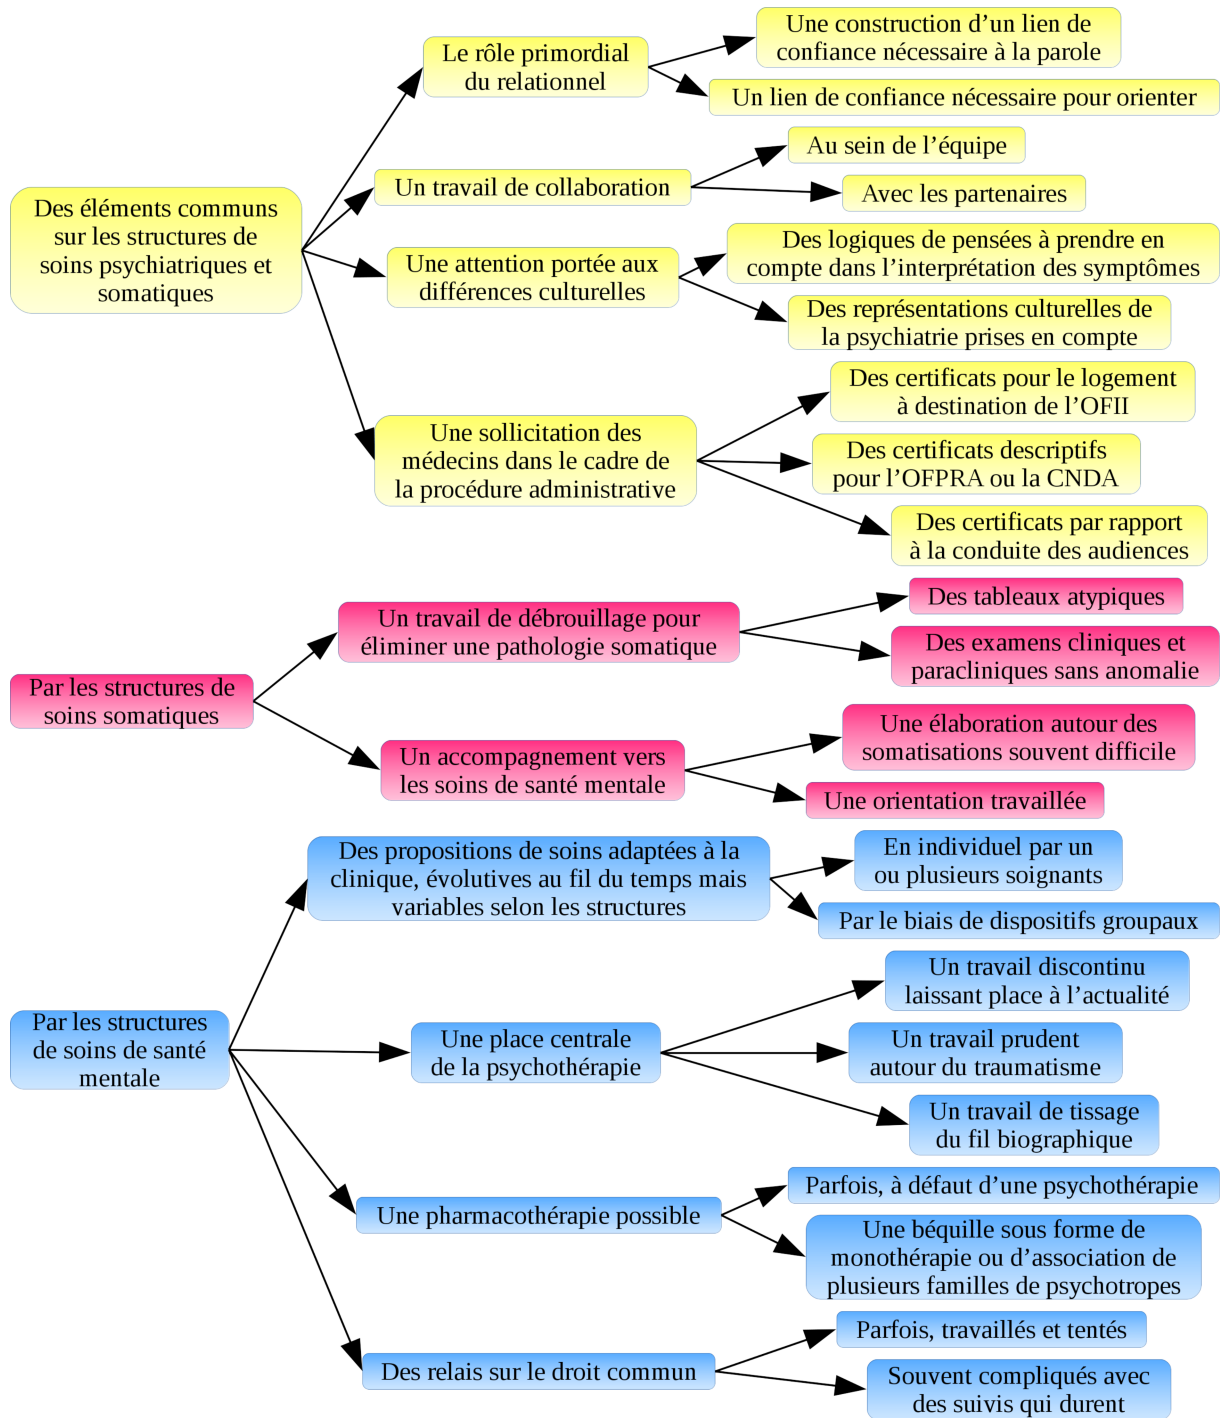 Des éléments communs
sur les structures de
soins psychiatriques et
somatiques
Le rôle primordial
du relationnel
Une construction d’un lien de
confiance nécessaire à la parole
Un lien de confiance nécessaire pour orienter
Un travail de collaboration
Au sein de l’équipe
Avec les partenaires
Une attention portée aux
différences culturelles
Des logiques de pensées à prendre en
compte dans l’interprétation des symptômes
Des représentations culturelles de
la psychiatrie prises en compte
Une sollicitation des
médecins dans le cadre de
la procédure administrative
Des certificats pour le logement
à destination de l’OFII
Des certificats descriptifs
pour l’OFPRA ou la CNDA
Des certificats par rapport
à la conduite des audiences
Par les structures de
soins somatiques
Un travail de débrouillage pour
éliminer une pathologie somatique
Des tableaux atypiques
Des examens cliniques et
paracliniques sans anomalie
Un accompagnement vers
les soins de santé mentale
Une élaboration autour des
somatisations souvent difficile
Une orientation travaillée
Par les structures
de soins de santé
mentale
Des propositions de soins adaptées à la
clinique, évolutives au fil du temps mais
variables selon les structures
En individuel par un
ou plusieurs soignants
Par le biais de dispositifs groupaux
Une place centrale
de la psychothérapie
Un travail discontinu
laissant place à l’actualité
Un travail prudent
autour du traumatisme
Un travail de tissage
du fil biographique
Une pharmacothérapie possible
Parfois, à défaut d’une psychothérapie
Une béquille sous forme de
monothérapie ou d’association de
plusieurs familles de psychotropes
Des relais sur le droit commun
Parfois, travaillés et tentés
Souvent compliqués avec
des suivis qui durent